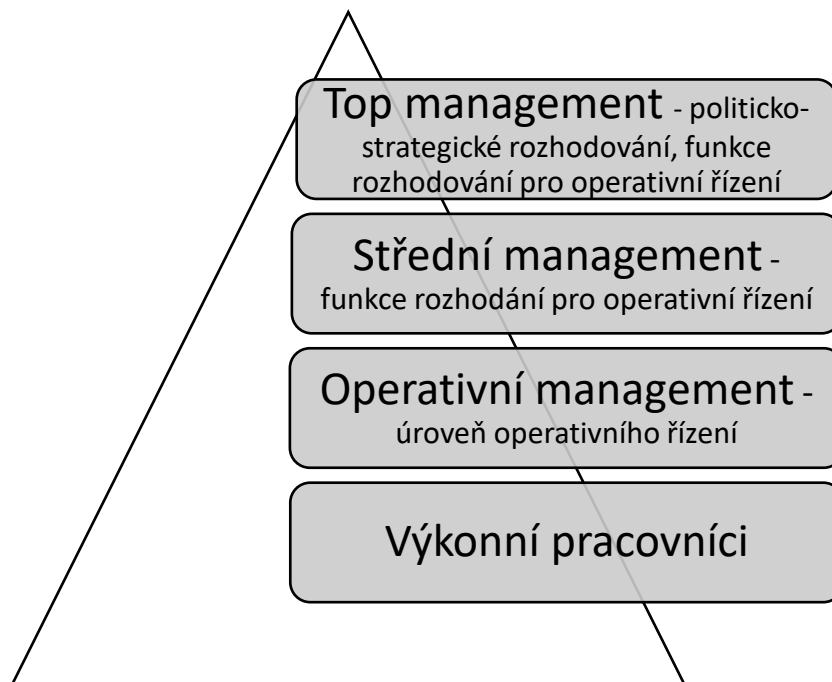 Top management - politicko-
strategické rozhodování, funkce
rozhodování pro operativní řízení
Střední management -
funkce rozhodání pro operativní řízení
Operativní management -
úroveň operativního řízení
Výkonní pracovníci